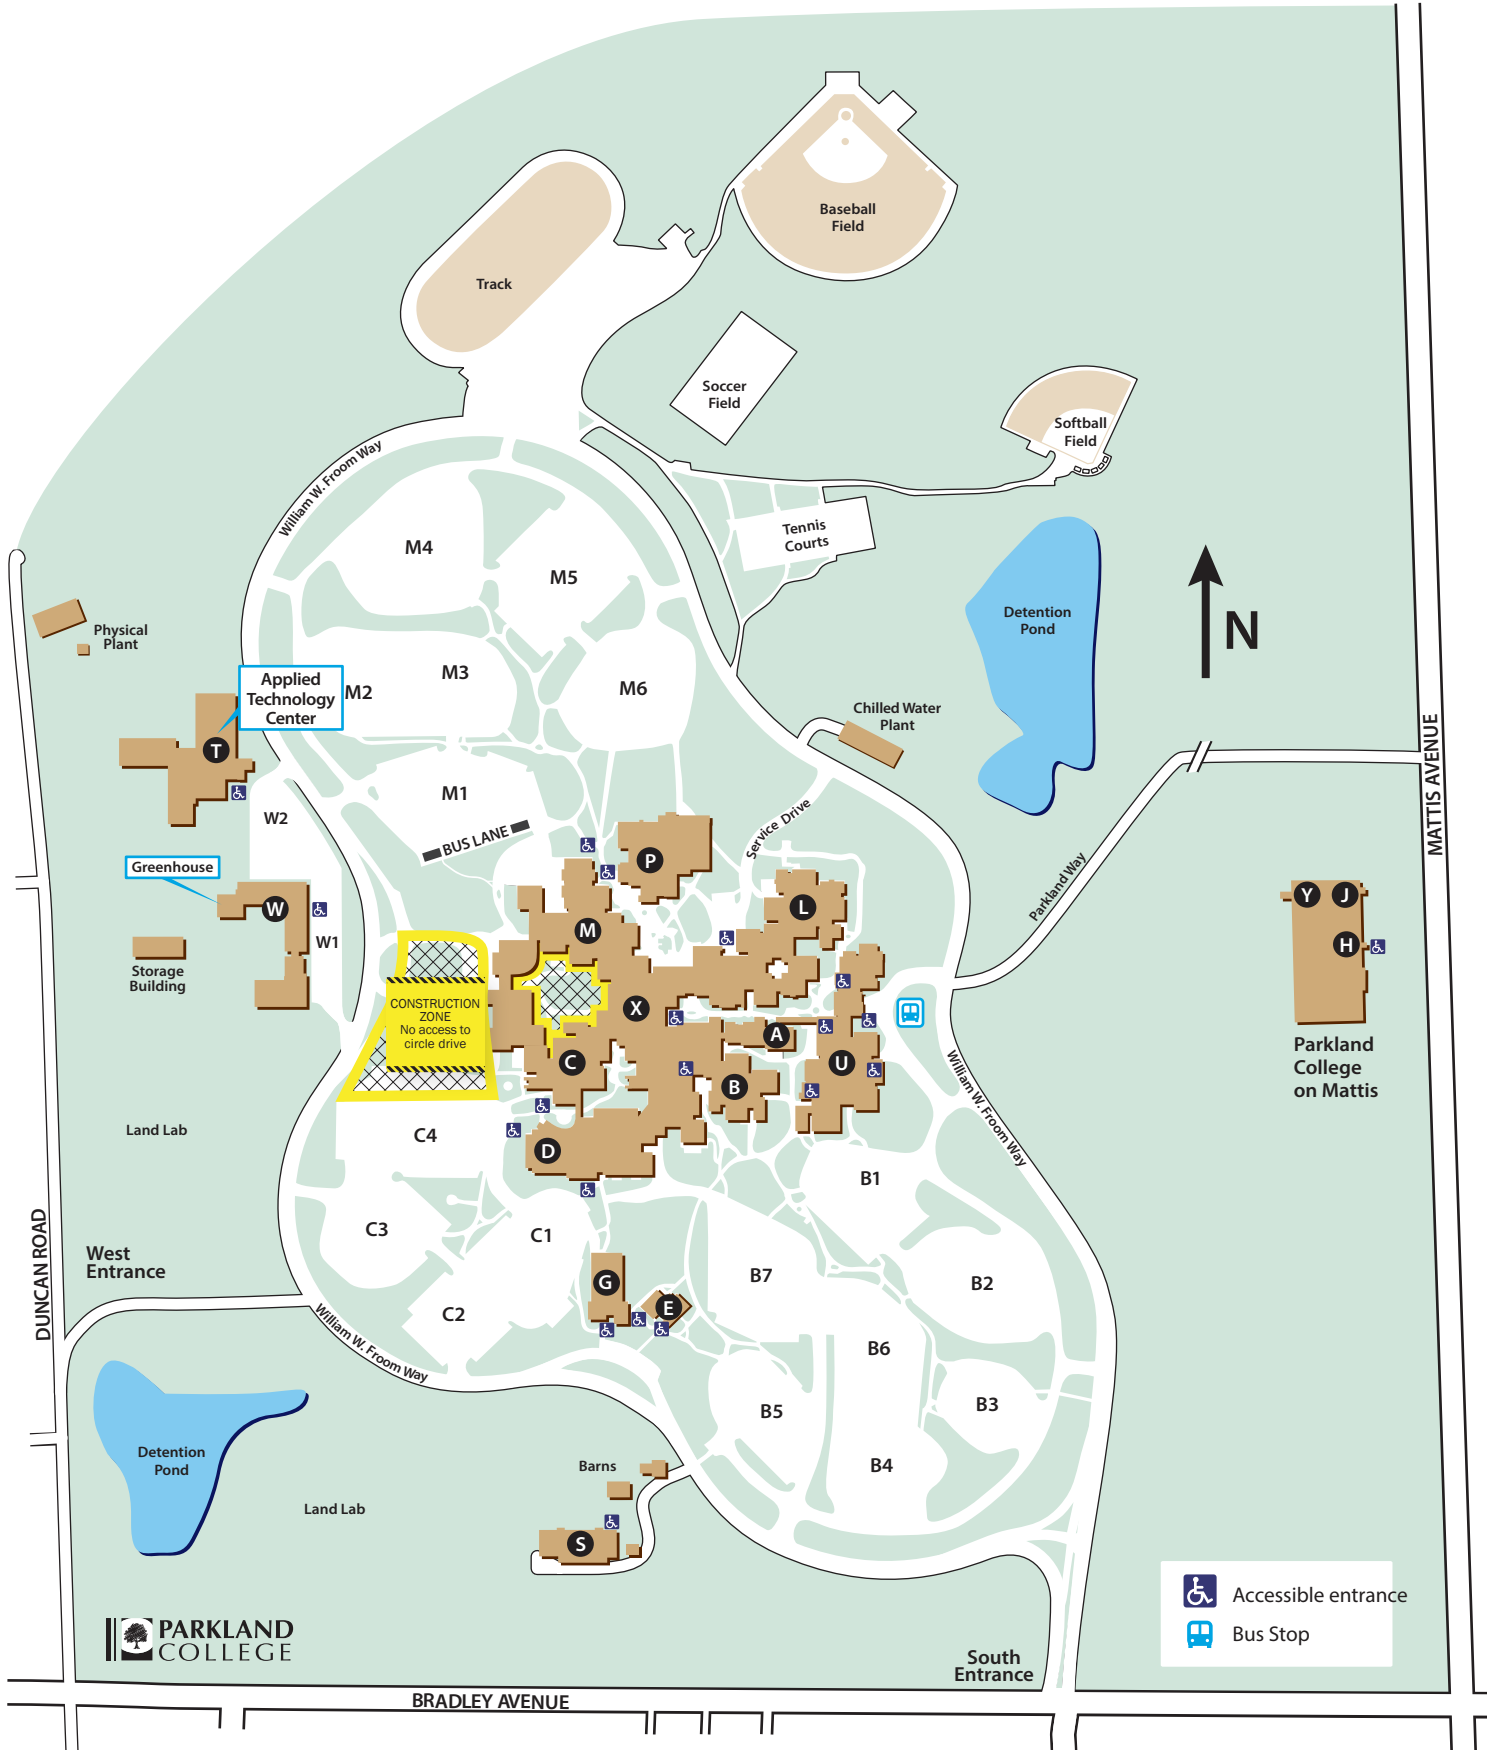 Baseball
Field
Track
Soccer
Field
Softball
Field
William W. Froom Way
Tennis
Courts
M4
M5
Detention
Pond
N
Physical
Plant
Applied
Technology
Center
M2
M3
M6
Chilled Water
Plant
T
MATTIS AVENUE
M1
W2
BUS LANE
Service Drive
P
Greenhouse
Parkland Way
W
L
Y
J
M
H
W1
Storage
Building
CONSTRUCTION
ZONE
No access to
circle drive
X
A
C
U
B
Parkland
College
on Mattis
William W. Froom Way
Land Lab
C4
D
B1
C3
C1
DUNCAN ROAD
West
Entrance
G
E
B7
B2
C2
William W. Froom Way
B6
B5
B3
Detention
Pond
Barns
B4
Land Lab
S
Accessible entrance
Bus Stop
PARKLAND
COLLEGE
South
Entrance
BRADLEY AVENUE